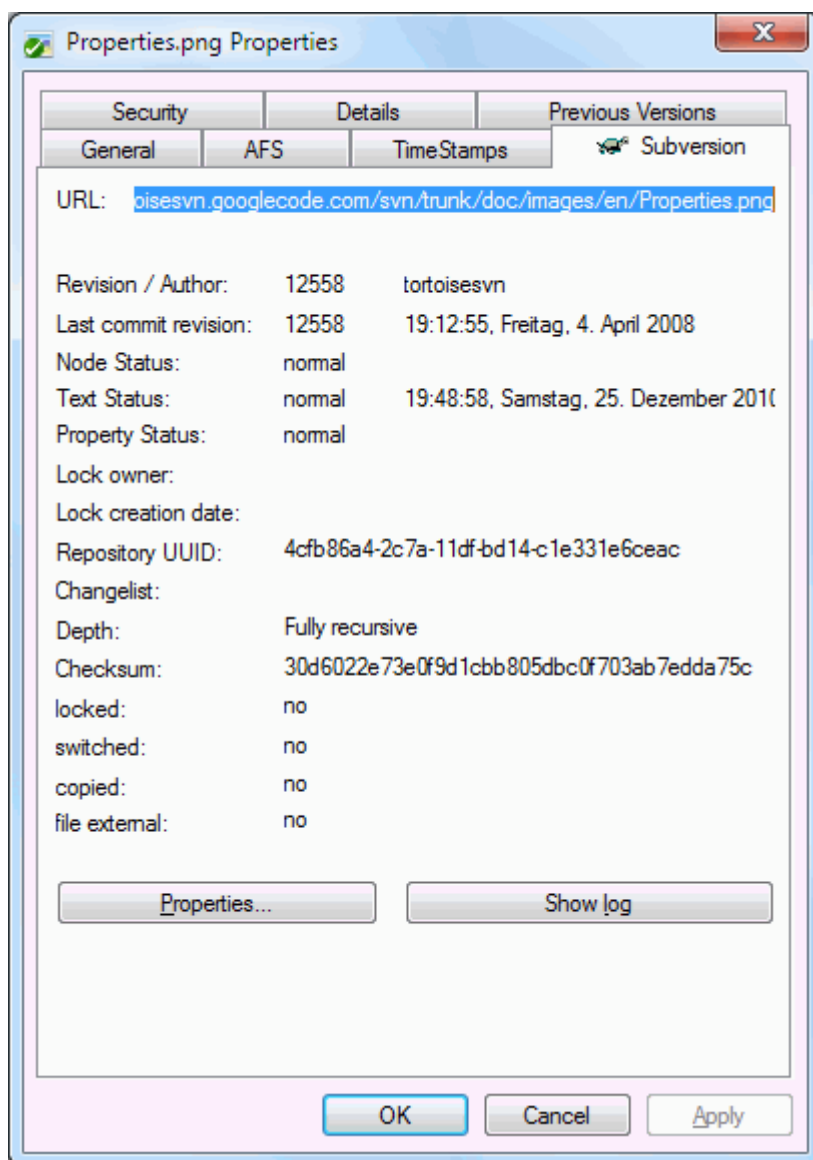 Properties.png Properties
Security Details Previous Versions
General AFS TimeStamps Subversion
URL: oisesvn.googlecode.com/svn/trunk/doc/images/en/Properties.png
Revision / Author: 12558 tortoisesvn
Last commit revision: 12558 19:12:55, Freitag, 4. April 2008
Node Status: normal
Text Status: normal 19:48:58, Samstag, 25. Dezember 2010
Property Status: normal
Lock owner:
Lock creation date:
Repository UUID: 4cfb86a4-2c7a-11df-bd14-c1e331e6ceac
Changelist:
Depth: Fully recursive
Checksum: 30d6022e73e0f9d1cbb805dbc0f703ab7edda75c
locked: no
switched: no
copied: no
file external: no
Properties... Show log
OK Cancel Apply